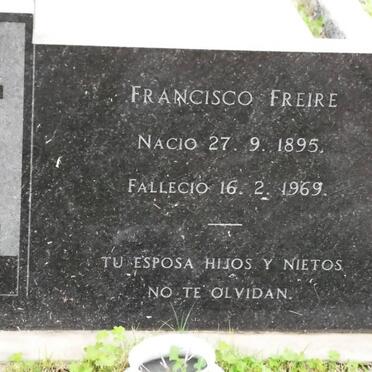 FRANCISCO FREIRE
NACIO 27. 9. 1895.
FALLECIO 16. 2. 1969.
TU ESPOSA HIJOS Y NIETOS
NO TE OLVIDAN.